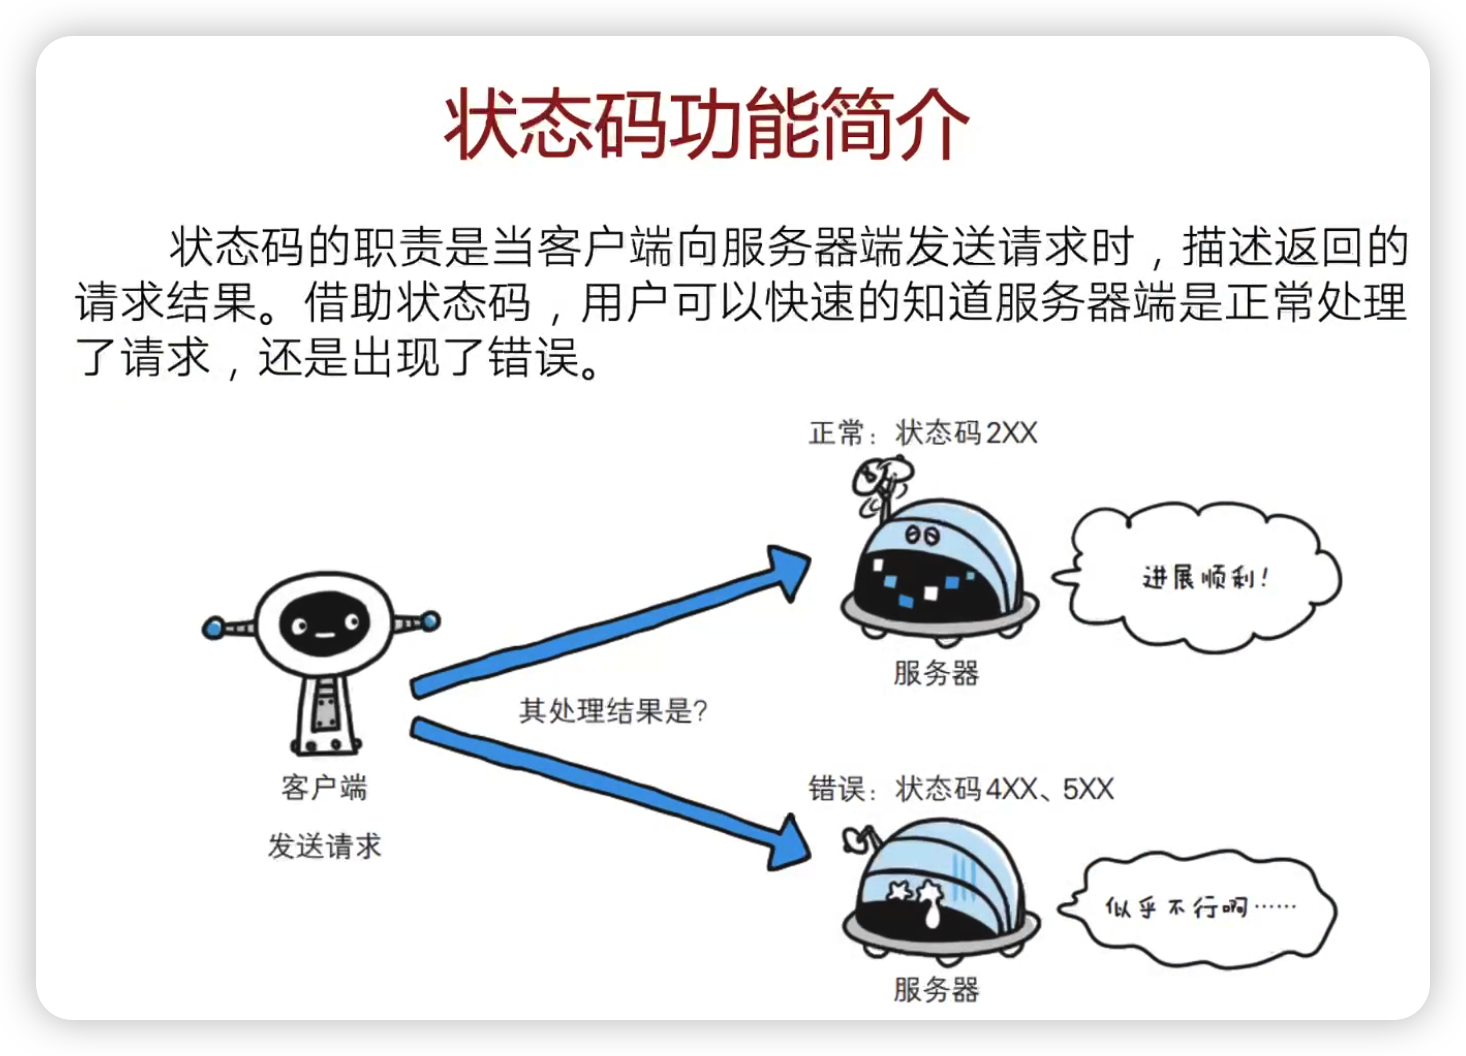 状态码功能简介
状态码的职责是当客户端向服务器端发送请求时，描述返回的
请求结果。借助状态码，用户可以快速的知道服务器端是正常处理
了请求，还是出现了错误。
正常：状态码2XX
进展顺利！
服务器
其处理结果是？
客户端
发送请求
错误：状态码4XX、5XX
似乎不行啊……
服务器